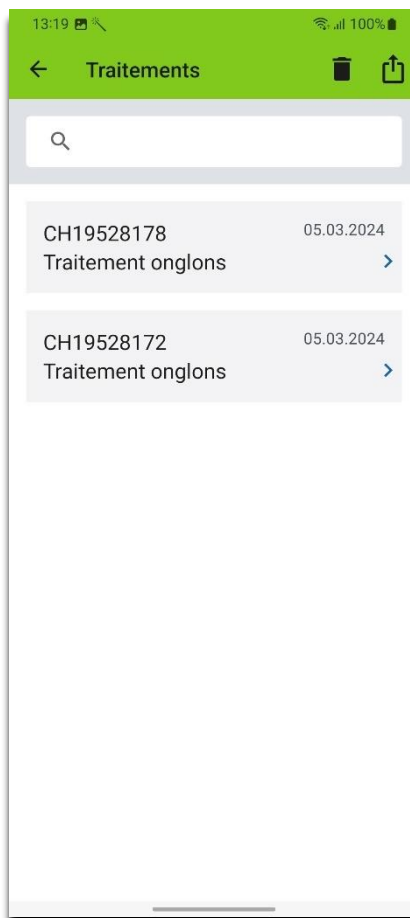 13:19 100%
Traitements
CH19528178 05.03.2024
Traitement onglons
CH19528172 05.03.2024
Traitement onglons